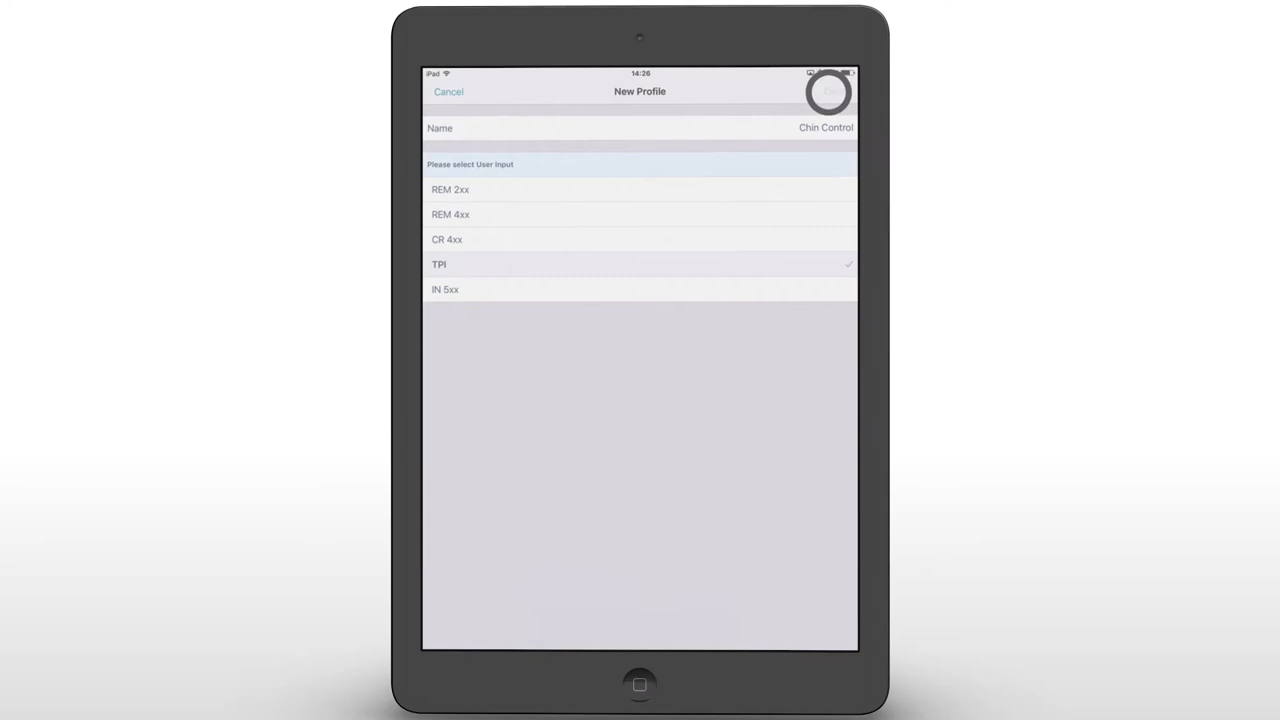 iPad
14:26
Cancel
New Profile
Name
Chin Control
Please select User Input
REM 2xx
REM 4xx
CR 4xx
TPI
IN 5xx